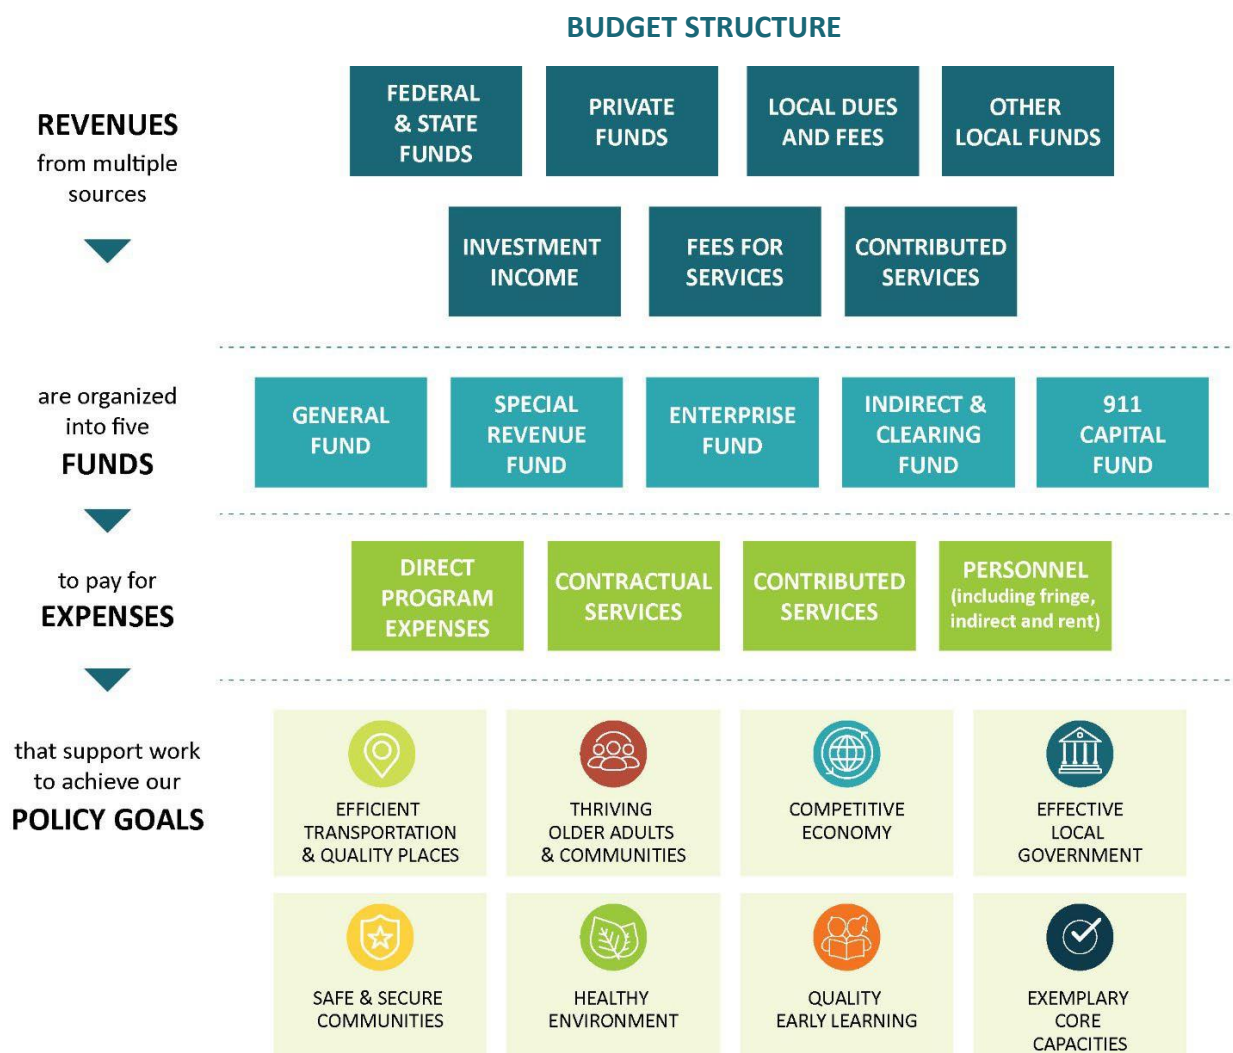 BUDGET STRUCTURE
REVENUES
from multiple
sources
FEDERAL
& STATE
FUNDS
PRIVATE
FUNDS
LOCAL DUES
AND FEES
OTHER
LOCAL FUNDS
INVESTMENT
INCOME
FEES FOR
SERVICES
CONTRIBUTED
SERVICES
are organized
into five
FUNDS
GENERAL
FUND
SPECIAL
REVENUE
FUND
ENTERPRISE
FUND
INDIRECT &
CLEARING
FUND
911
CAPITAL
FUND
to pay for
EXPENSES
DIRECT
PROGRAM
EXPENSES
CONTRACTUAL
SERVICES
CONTRIBUTED
SERVICES
PERSONNEL
(including fringe,
indirect and rent)
that support work
to achieve our
POLICY GOALS
EFFICIENT
TRANSPORTATION
& QUALITY PLACES
THRIVING
OLDER ADULTS
& COMMUNITIES
COMPETITIVE
ECONOMY
EFFECTIVE
LOCAL
GOVERNMENT
SAFE & SECURE
COMMUNITIES
HEALTHY
ENVIRONMENT
QUALITY
EARLY LEARNING
EXEMPLARY
CORE
CAPACITIES